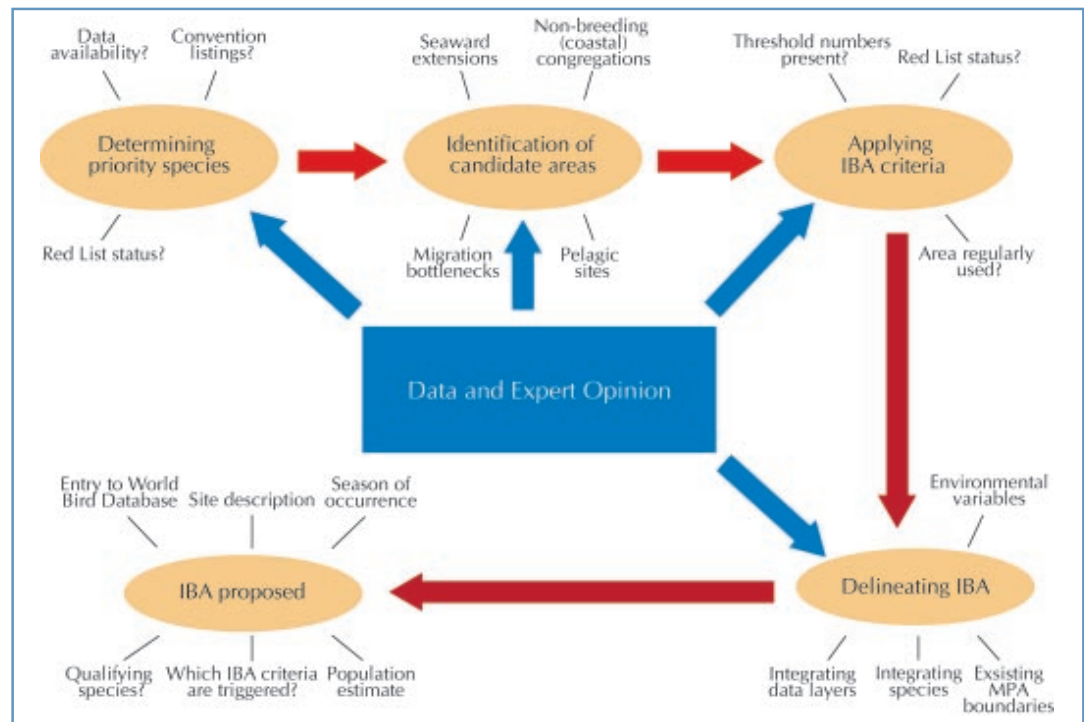 Data
availability?
Convention
listings?
Determining
priority species
Red List status?
Seaward
extensions
Non-breeding
(coastal)
congregations
Identification of
candidate areas
Migration
bottlenecks
Pelagic
sites
Threshold numbers
present?
Red List status?
Applying
IBA criteria
Area regularly
used?
Data and Expert Opinion
Environmental
variables
Delineating IBA
Integrating
data layers
Integrating
species
Exsisting
MPA
boundaries
Entry to World
Bird Database
Site description
Season of
occurrence
IBA proposed
Qualifying
species?
Which IBA criteria
are triggered?
Population
estimate